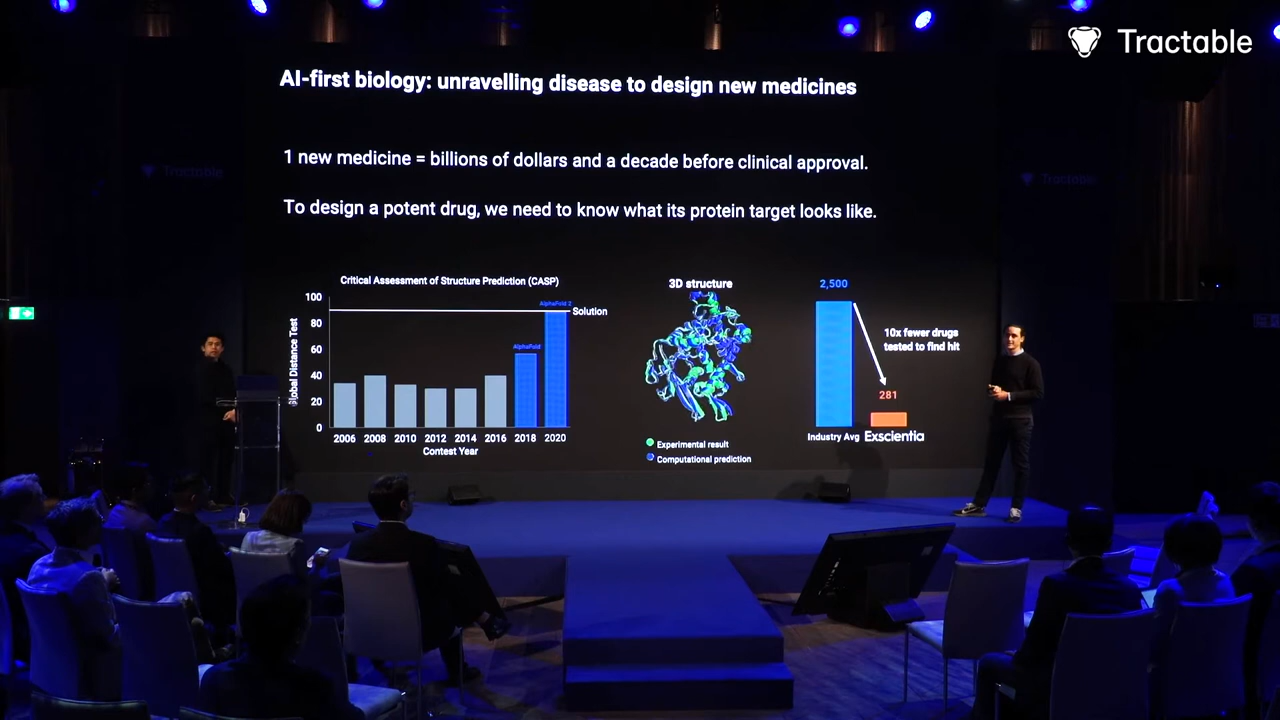 Tractable
AI-first biology: unravelling disease to design new medicines
1 new medicine = billions of dollars and a decade before clinical approval.
To design a potent drug, we need to know what its protein target looks like.
Critical Assessment of Structure Prediction (CASP)
Global Distance Test
100
80
60
40
20
0
AlphaFold
AlphaFold 2
Solution
2006 2008 2010 2012 2014 2016 2018 2020
Contest Year
3D structure
Experimental result
Computational prediction
2,500
10x fewer drugs
tested to find hit
281
Industry Avg Exscientia
Tractable
Tractable